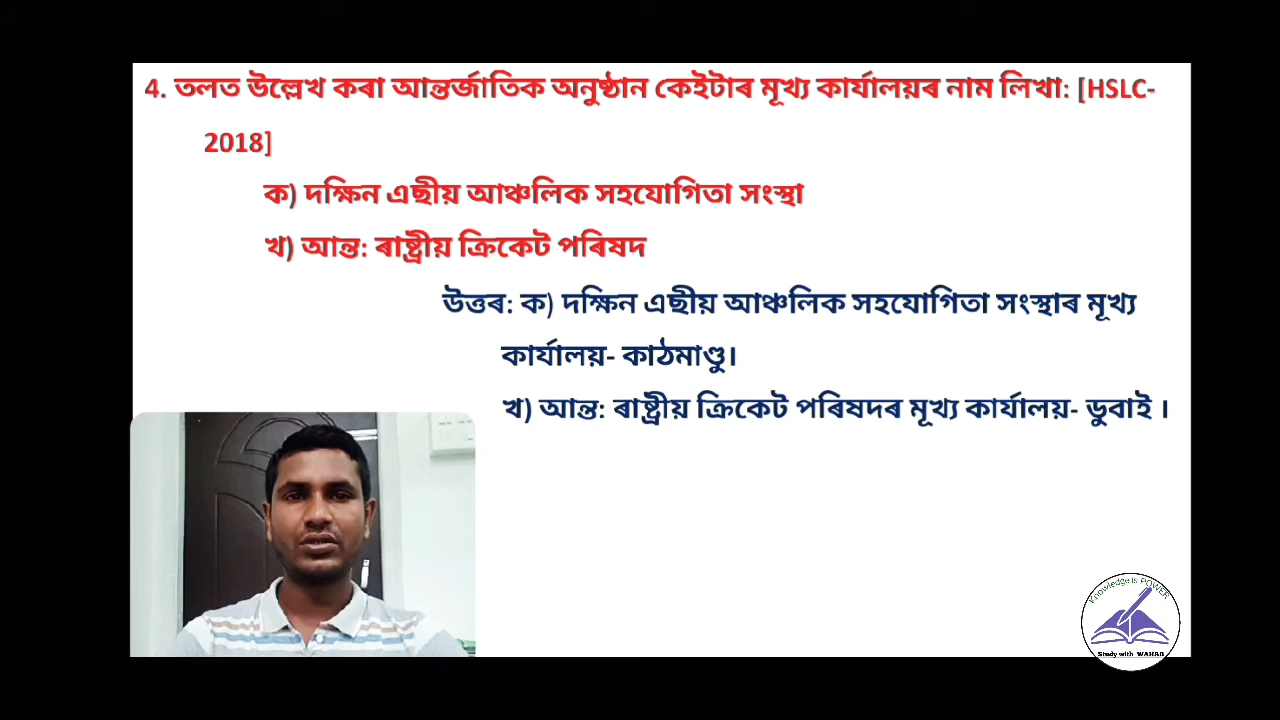 4. তলত উল্লেখ কৰা আন্তৰ্জাতিক অনুষ্ঠান কেইটাৰ মূখ্য কাৰ্যালয়ৰ নাম লিখা: [HSLC-
2018]
ক) দক্ষিন এছীয় আঞ্চলিক সহযোগিতা সংস্থা
খ) আন্ত: ৰাষ্ট্ৰীয় ক্ৰিকেট পৰিষদ
উত্তৰ: ক) দক্ষিন এছীয় আঞ্চলিক সহযোগিতা সংস্থাৰ মূখ্য
কাৰ্যালয়- কাঠমাণ্ডু।
খ) আন্ত: ৰাষ্ট্ৰীয় ক্ৰিকেট পৰিষদৰ মূখ্য কাৰ্যালয়- ডুবাই ।
Knowledge is POWER
Study with WAHAB